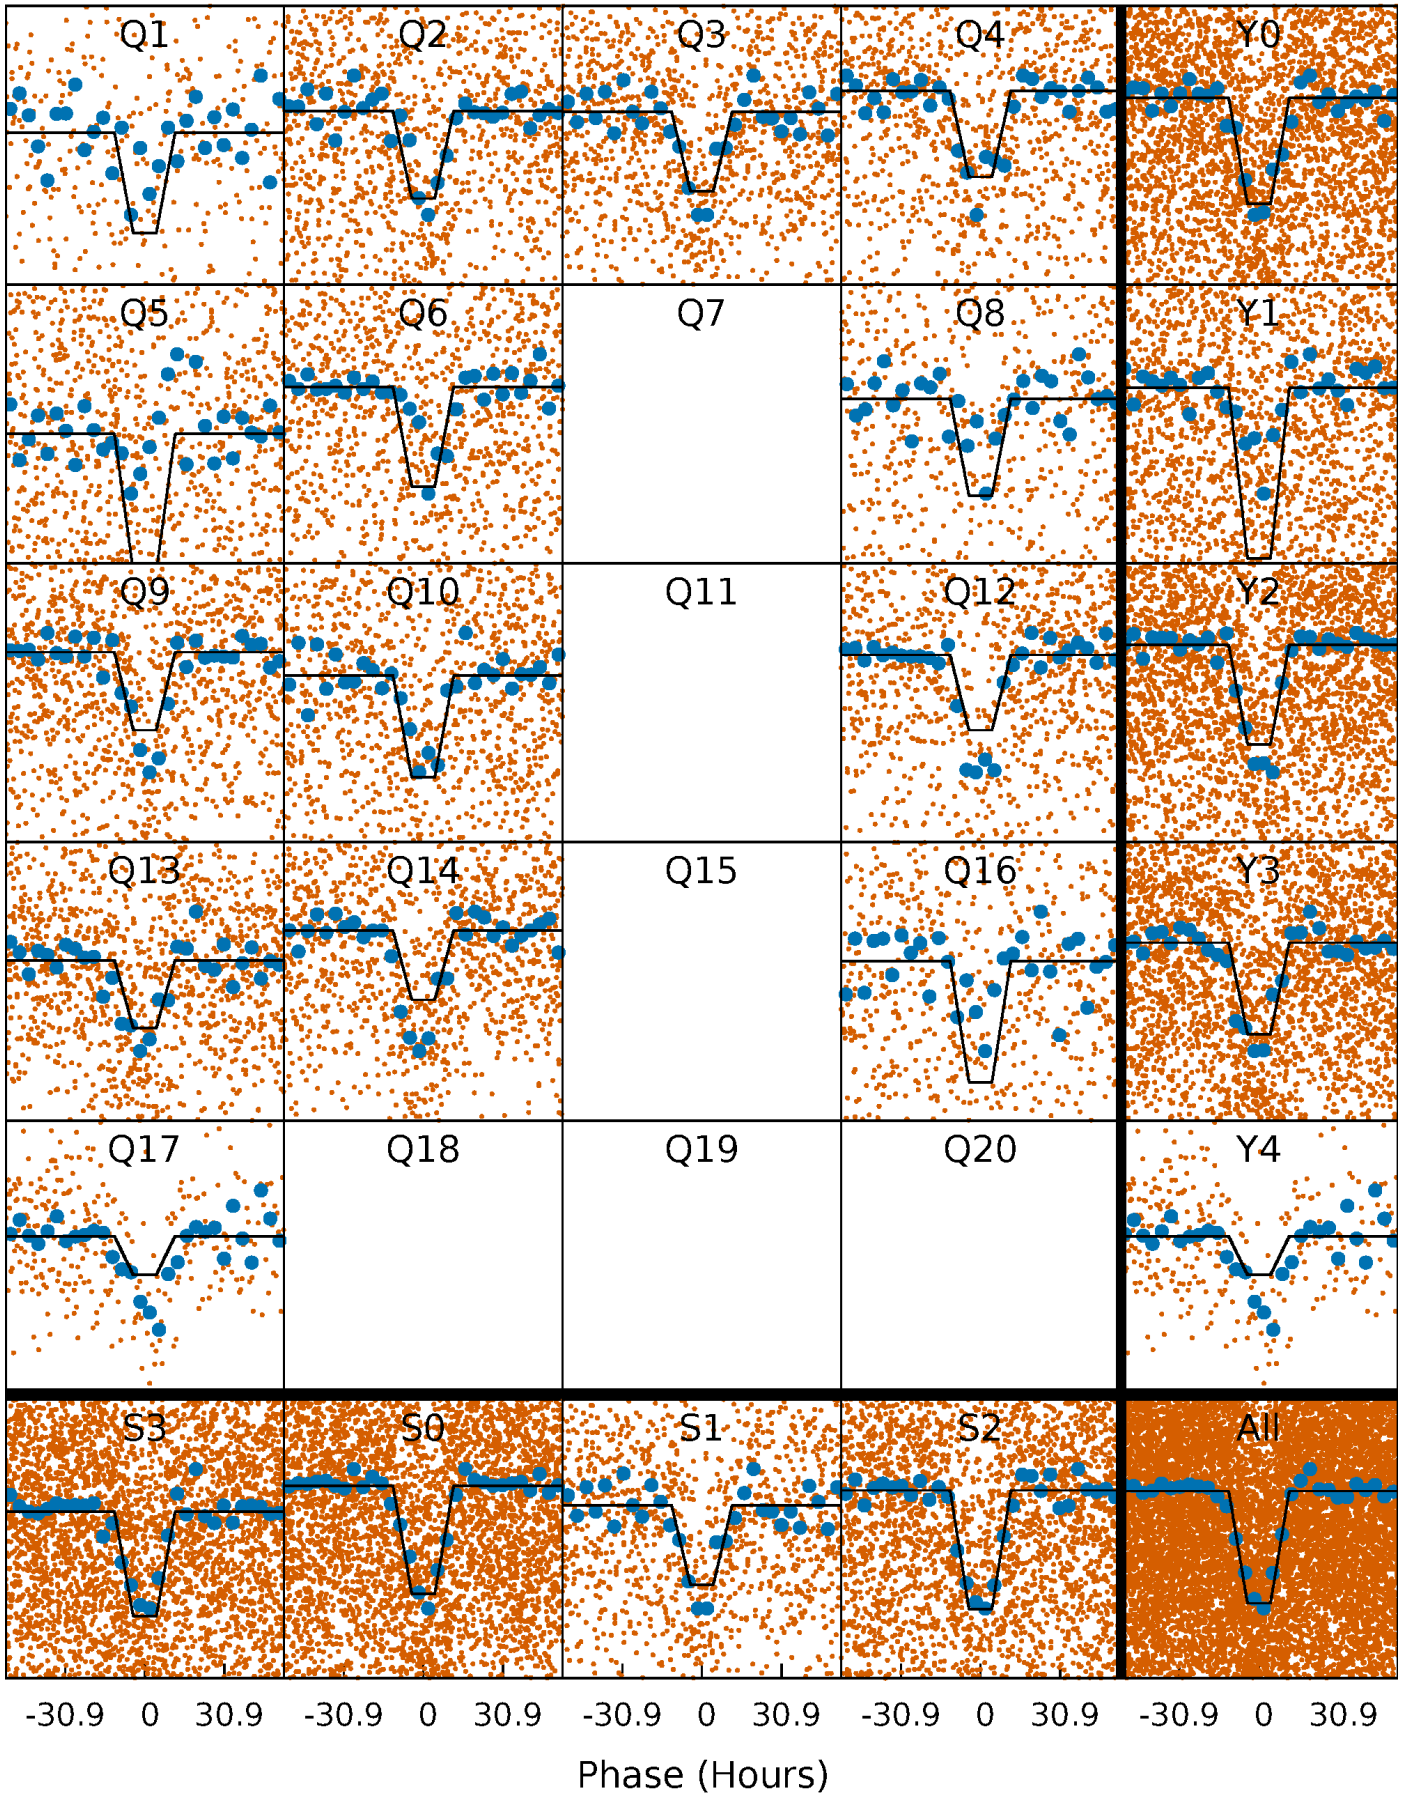 Q1 Q2 Q3 Q4 Y0
Q5 Q6 Q7 Q8 Y1
Q9 Q10 Q11 Q12 Y2
Q13 Q14 Q15 Q16 Y3
Q17 Q18 Q19 Q20 Y4
S3 S0 S1 S2 All
-30.9 0 30.9 -30.9 0 30.9 -30.9 0 30.9 -30.9 0 30.9 -30.9 0 30.9
Phase (Hours)